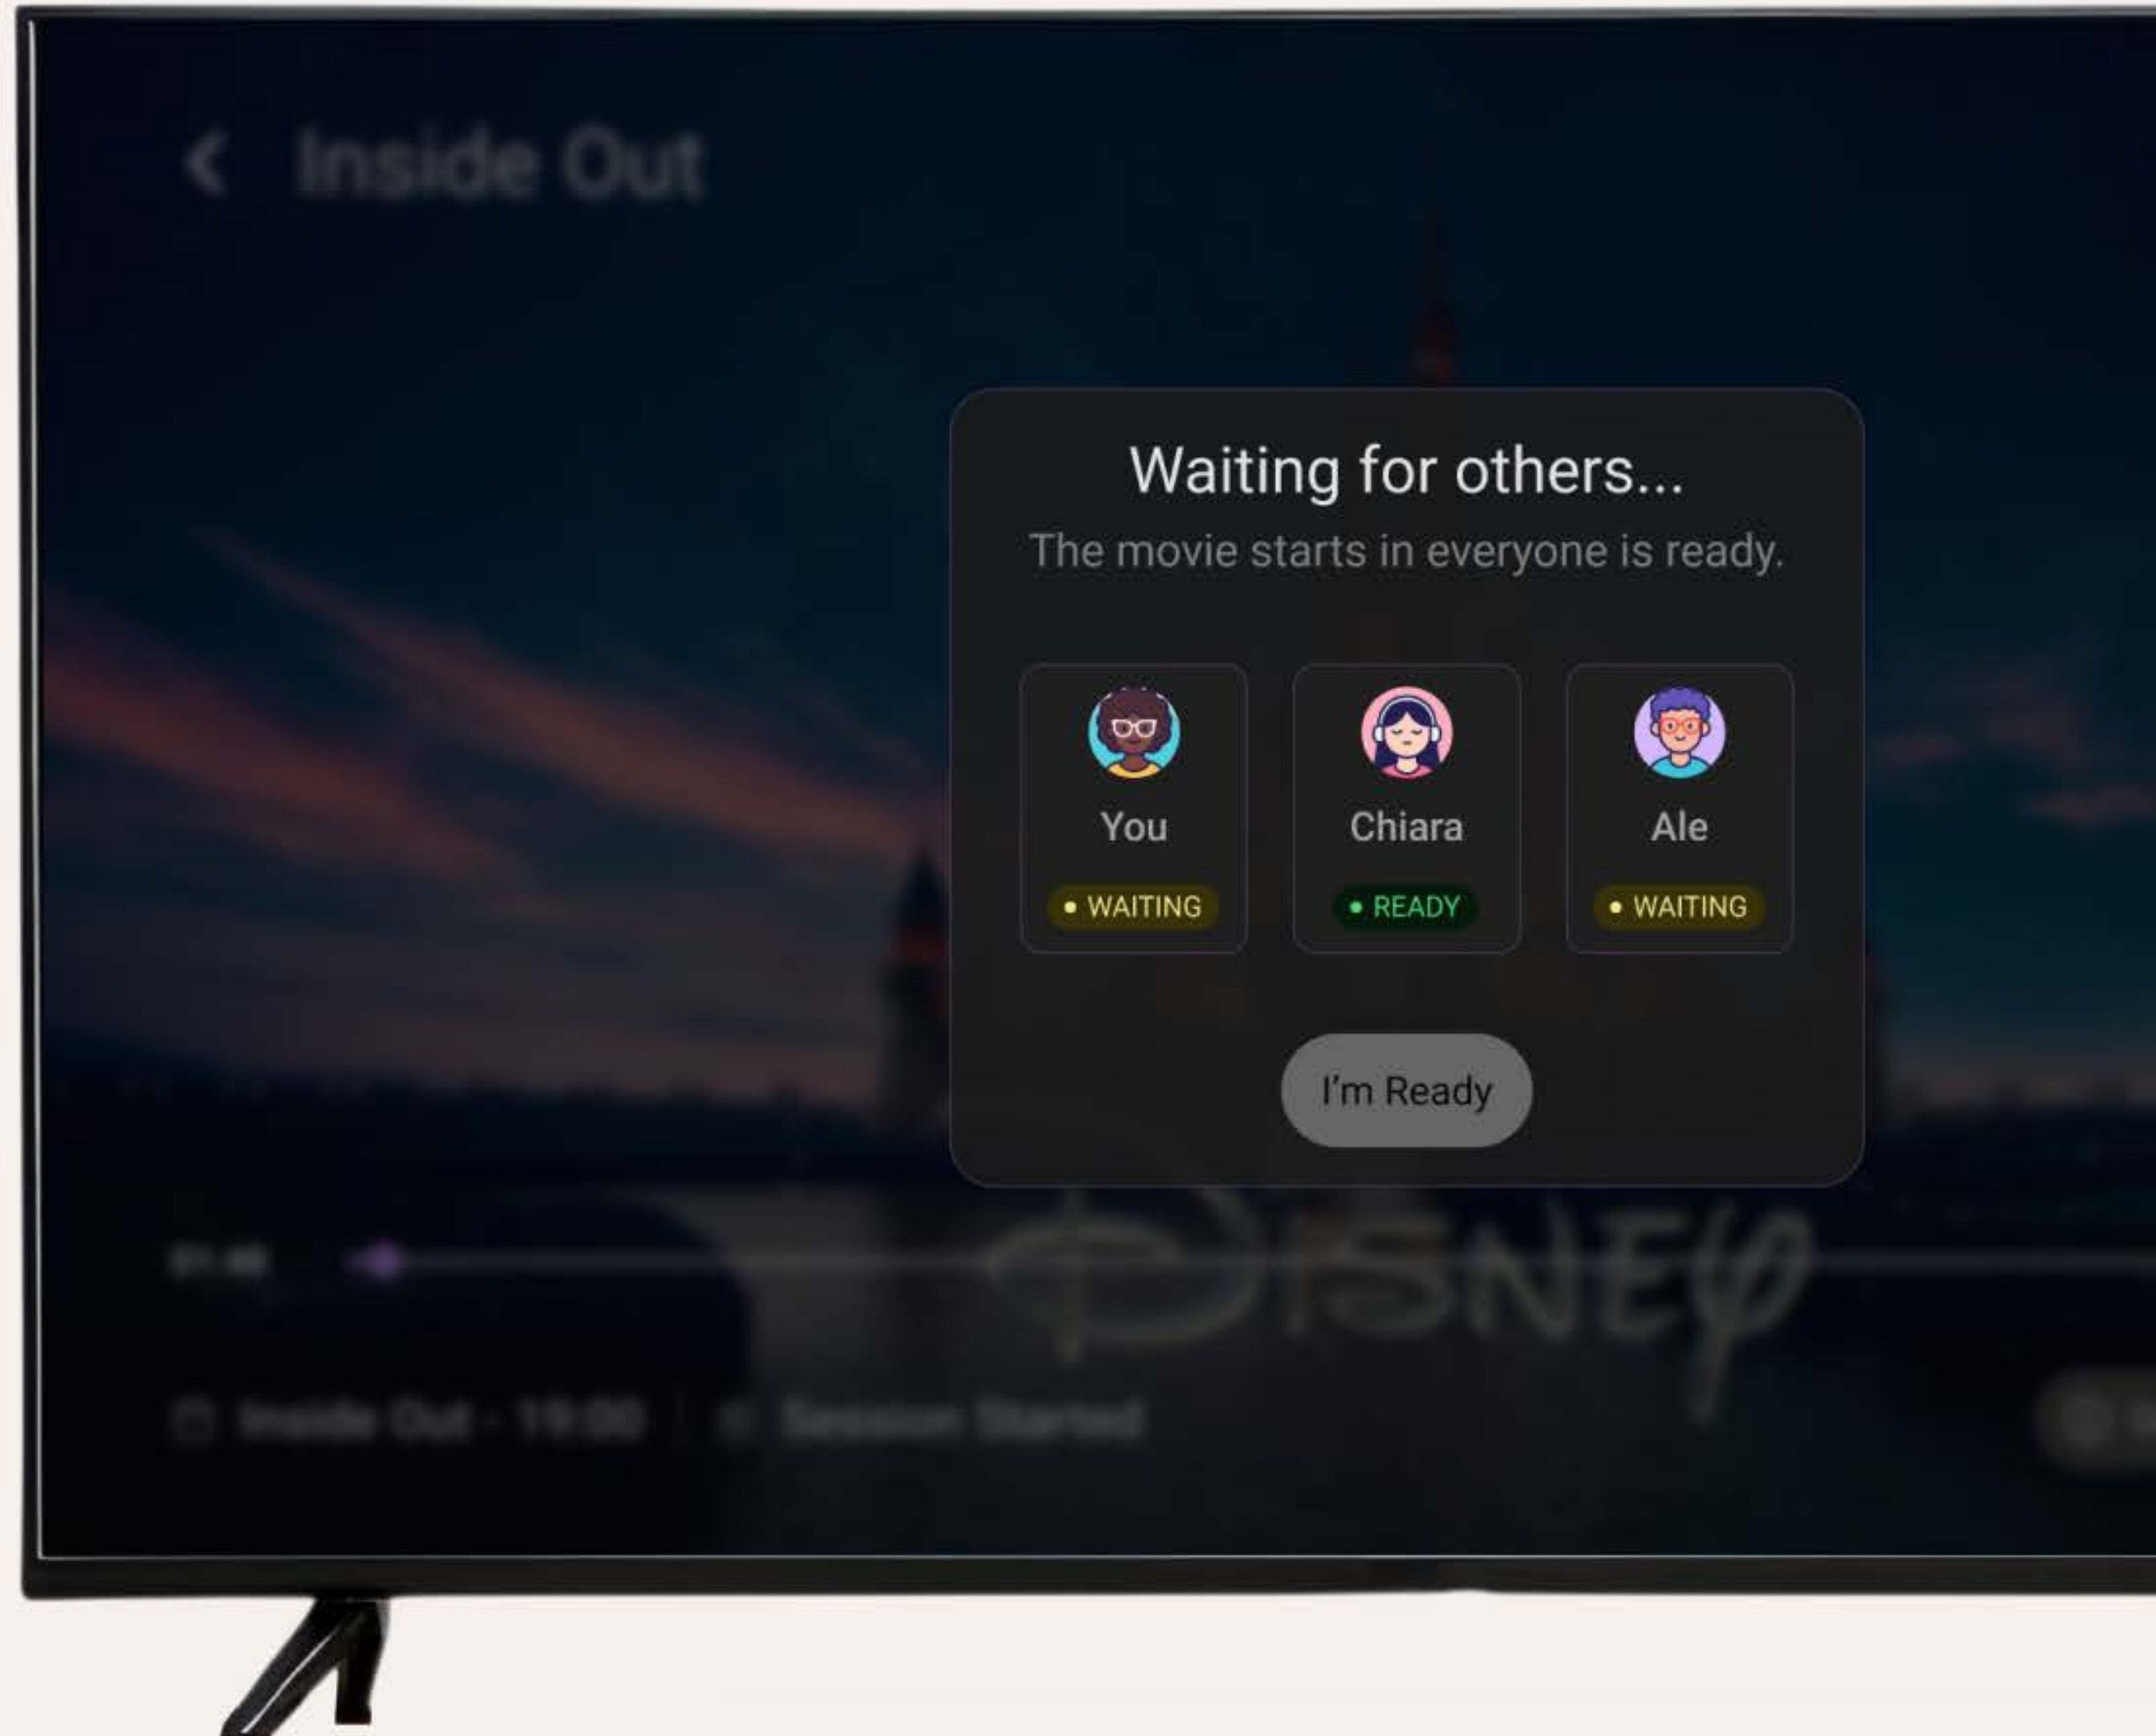 Inside Out
Waiting for others...
The movie starts in everyone is ready.
You
Chiara
Ale
• WAITING
• READY
• WAITING
I'm Ready
DISNEY
Inside Out - 19:00
Session Started